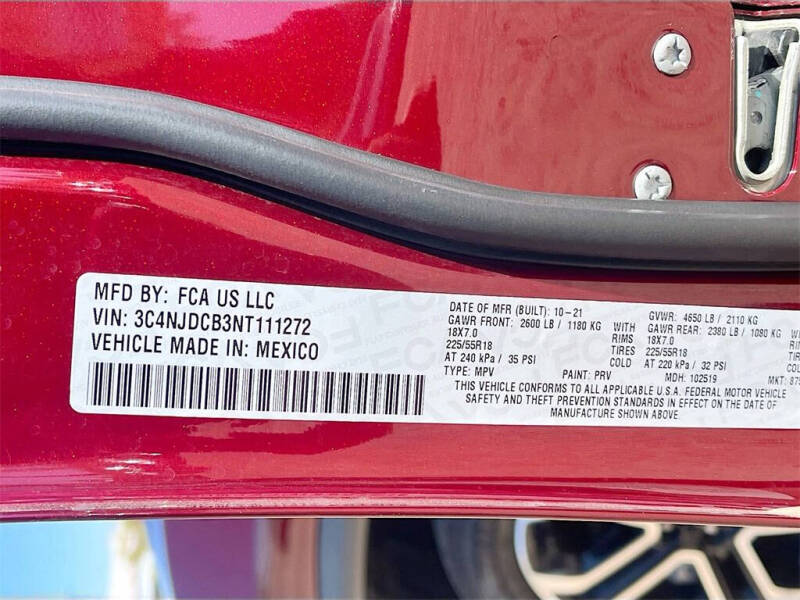 MFD BY: FCA US LLC
VIN: 3C4NJDCB3NT111272
VEHICLE MADE IN: MEXICO
DATE OF MFR (BUILT): 10-21 GVWR: 4650 LB / 2110 KG
GAWR FRONT: 2600 LB / 1180 KG WITH GAWR REAR: 2380 LB / 1080 KG
18X7.0 RIMS 18X7.0
225/55R18 TIRES 225/55R18
AT 240 kPa / 35 PSI COLD AT 220 kPa / 32 PSI
TYPE: MPV PAINT: PRV MDH: 102519 MKT:
THIS VEHICLE CONFORMS TO ALL APPLICABLE U.S.A. FEDERAL MOTOR VEHICLE
SAFETY AND THEFT PREVENTION STANDARDS IN EFFECT ON THE DATE OF
MANUFACTURE SHOWN ABOVE.